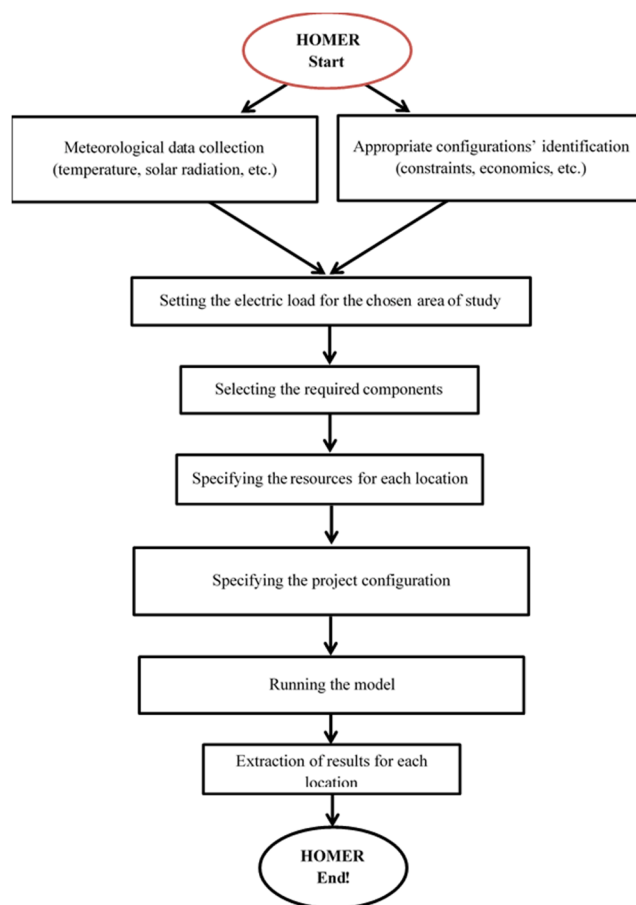 HOMER
Start
Meteorological data collection
(temperature, solar radiation, etc.)
Appropriate configurations' identification
(constraints, economics, etc.)
Setting the electric load for the chosen area of study
Selecting the required components
Specifying the resources for each location
Specifying the project configuration
Running the model
Extraction of results for each
location
HOMER
End!